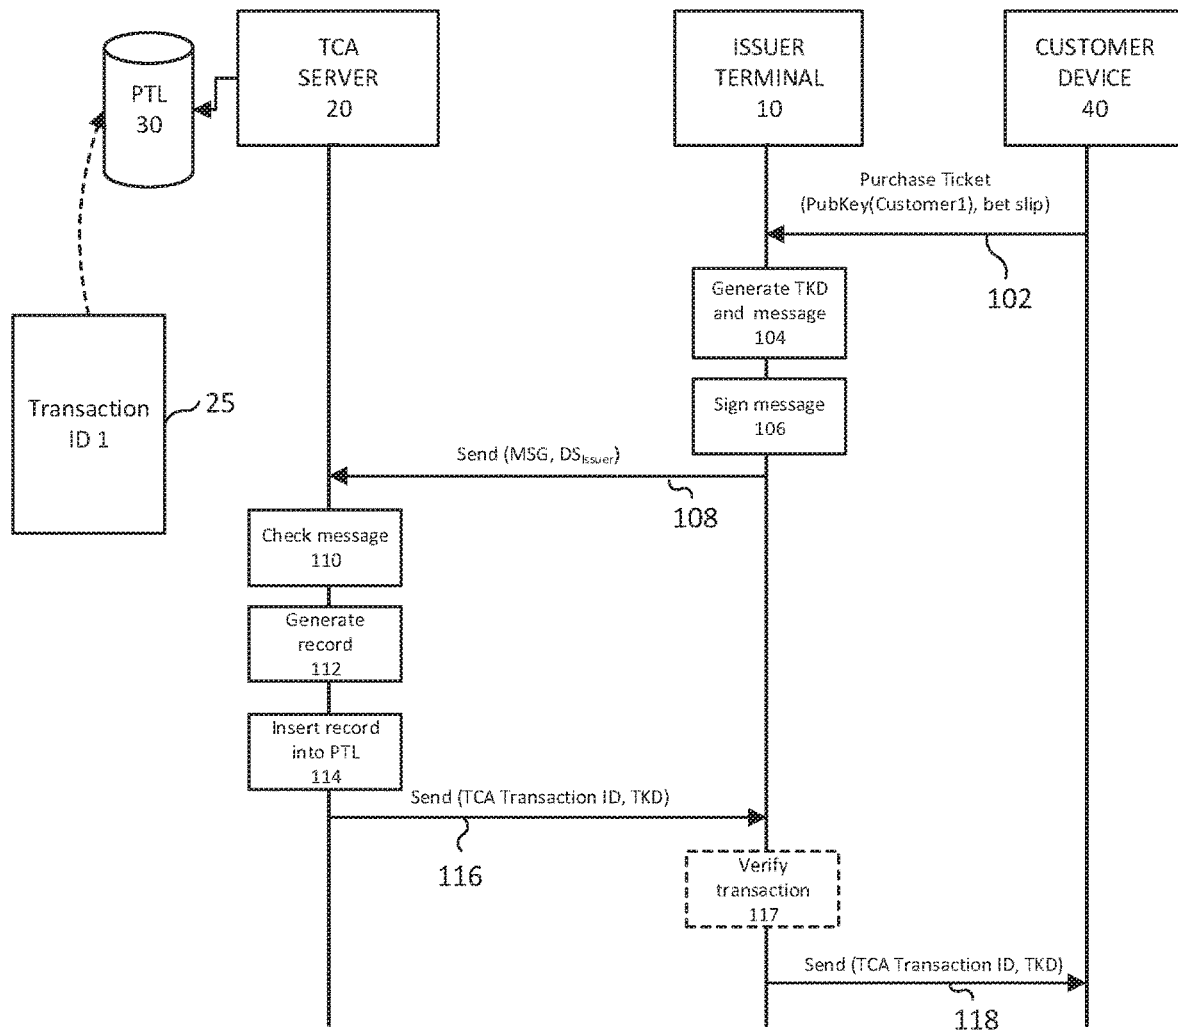 PTL
30
TCA
SERVER
20
ISSUER
TERMINAL
10
CUSTOMER
DEVICE
40
Purchase Ticket
(PubKey(Customer1), bet slip)
102
Generate TKD
and message
104
Transaction
ID 1
25
Sign message
106
Send (MSG, DSIssuer)
108
Check message
110
Generate
record
112
Insert record
into PTL
114
Send (TCA Transaction ID, TKD)
116
Verify
transaction
117
Send (TCA Transaction ID, TKD)
118